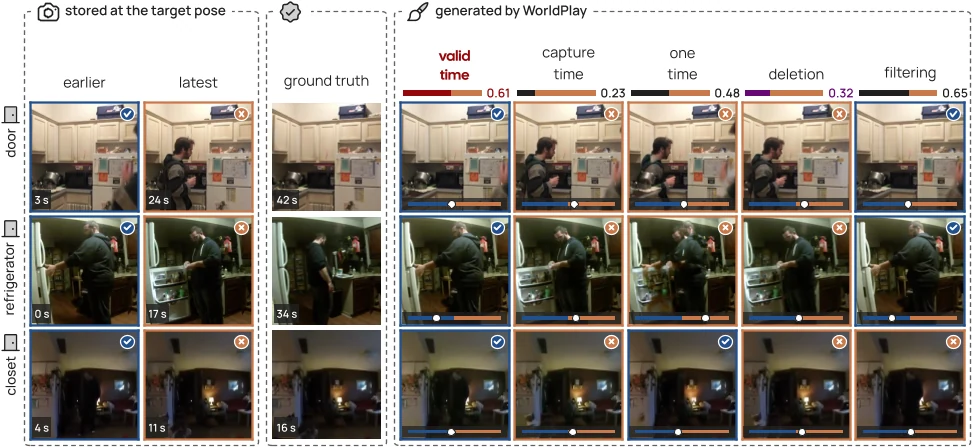 stored at the target pose
generated by WorldPlay
earlier
latest
ground truth
valid
time
capture
time
one
time
deletion
filtering
0.61
0.23
0.48
0.32
0.65
door
3 s
24 s
42 s
refrigerator
0 s
17 s
34 s
closet
4 s
11 s
16 s